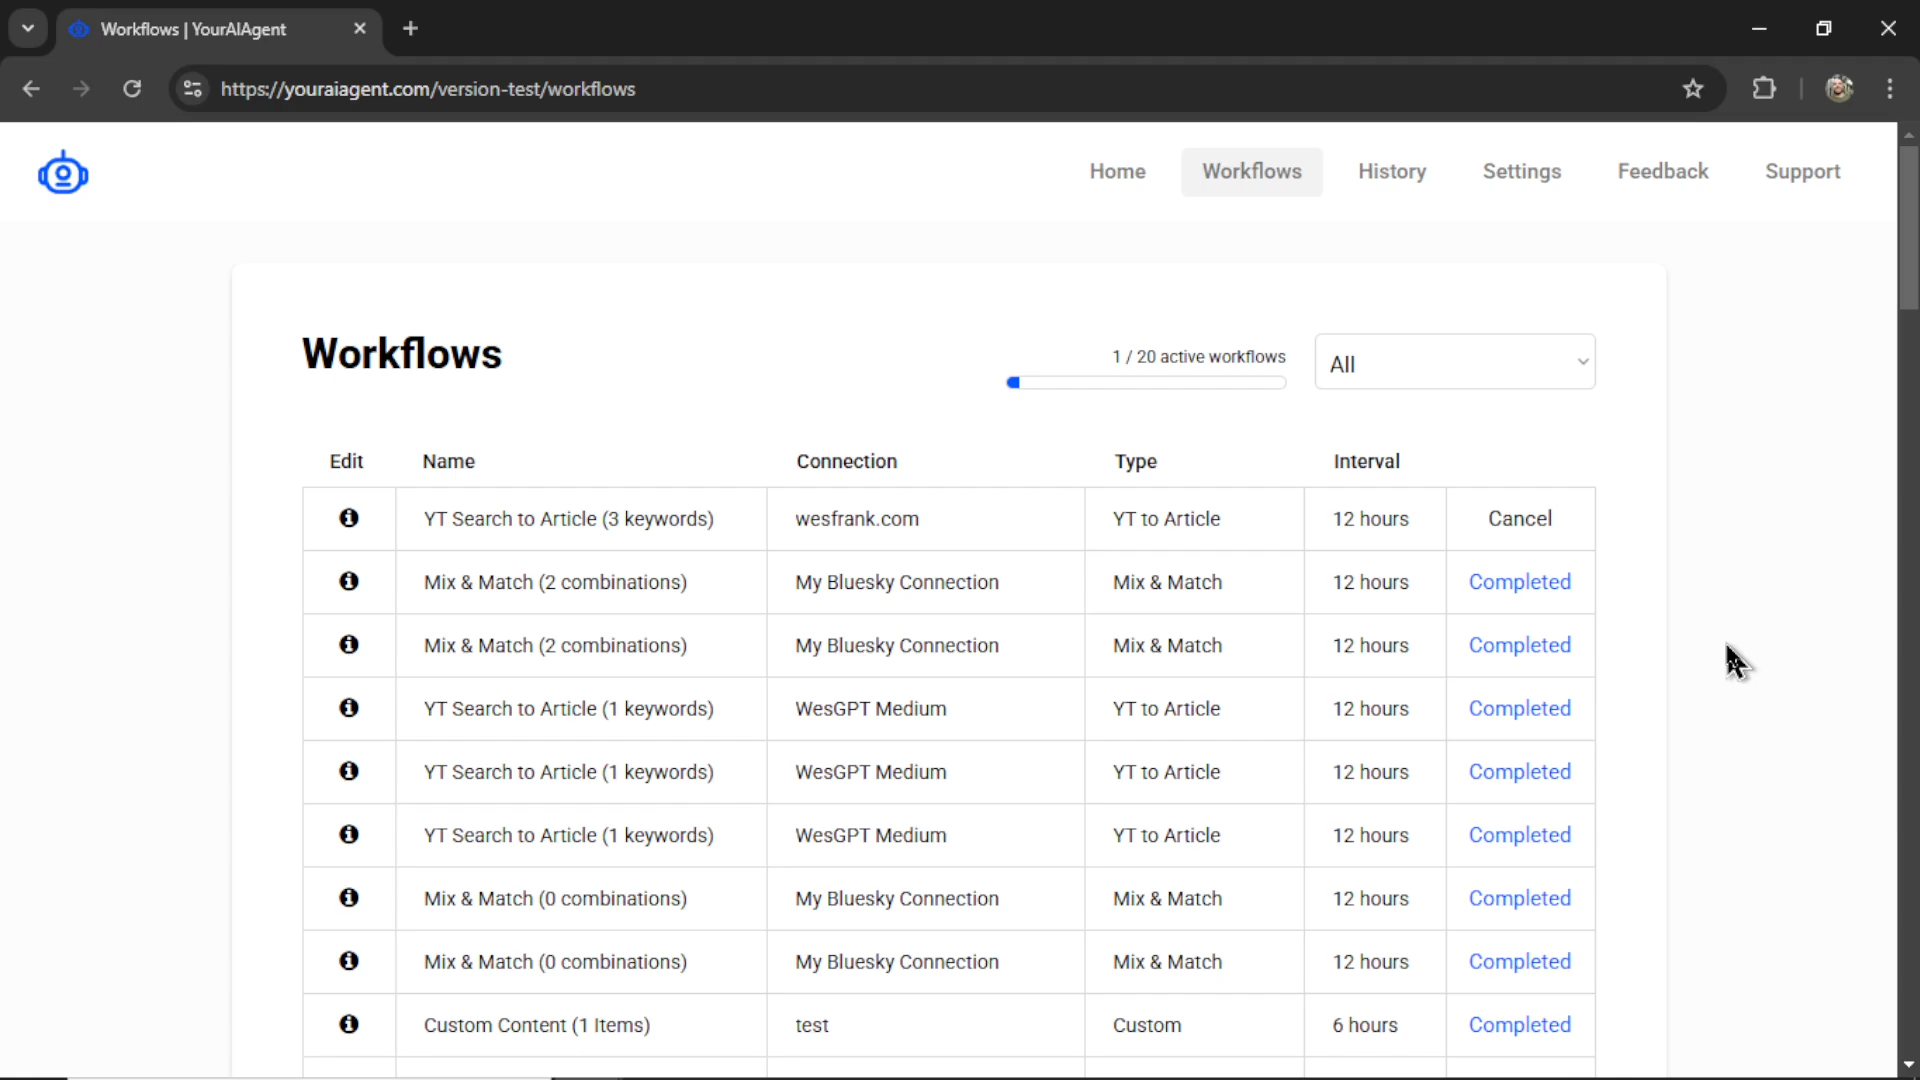 Workflows | YourAIAgent
https://youraiagent.com/version-test/workflows
Home Workflows History Settings Feedback Support
Workflows
1 / 20 active workflows
All
Edit Name Connection Type Interval
YT Search to Article (3 keywords) wesfrank.com YT to Article 12 hours Cancel
Mix & Match (2 combinations) My Bluesky Connection Mix & Match 12 hours Completed
Mix & Match (2 combinations) My Bluesky Connection Mix & Match 12 hours Completed
YT Search to Article (1 keywords) WesGPT Medium YT to Article 12 hours Completed
YT Search to Article (1 keywords) WesGPT Medium YT to Article 12 hours Completed
YT Search to Article (1 keywords) WesGPT Medium YT to Article 12 hours Completed
Mix & Match (0 combinations) My Bluesky Connection Mix & Match 12 hours Completed
Mix & Match (0 combinations) My Bluesky Connection Mix & Match 12 hours Completed
Custom Content (1 Items) test Custom 6 hours Completed